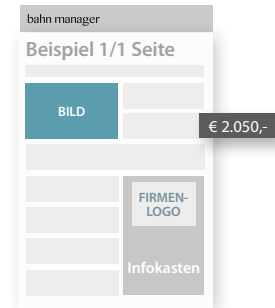 bahn manager
Beispiel 1/1 Seite
BILD
€ 2.050,-
FIRMEN-
LOGO
Infokasten